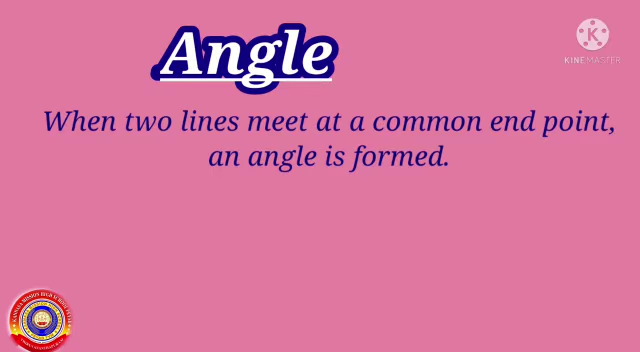 Angle
KINEMASTER
When two lines meet at a common end point,
an angle is formed.